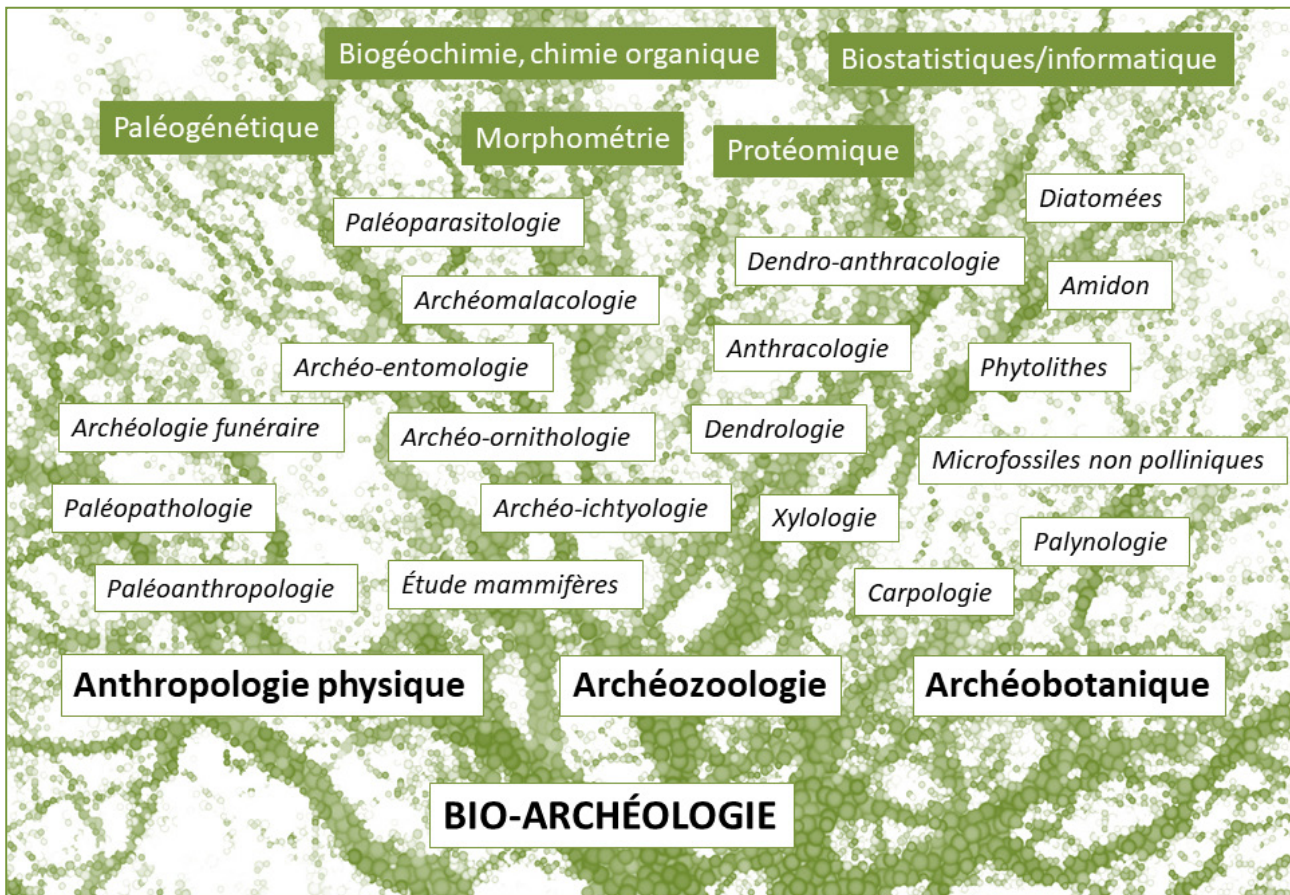 Biogéochimie, chimie organique
Biostatistiques/informatique
Paléogénétique
Morphométrie
Protéomique
Diatomées
Paléoparasitologie
Dendro-anthracologie
Amidon
Archéomalacologie
Anthracologie
Archéo-entomologie
Phytolithes
Archéologie funéraire
Archéo-ornithologie
Dendrologie
Microfossiles non polliniques
Paléopathologie
Archéo-ichtyologie
Xylologie
Palynologie
Paléoanthropologie
Étude mammifères
Carpologie
Anthropologie physique
Archéozoologie
Archéobotanique
BIO-ARCHÉOLOGIE